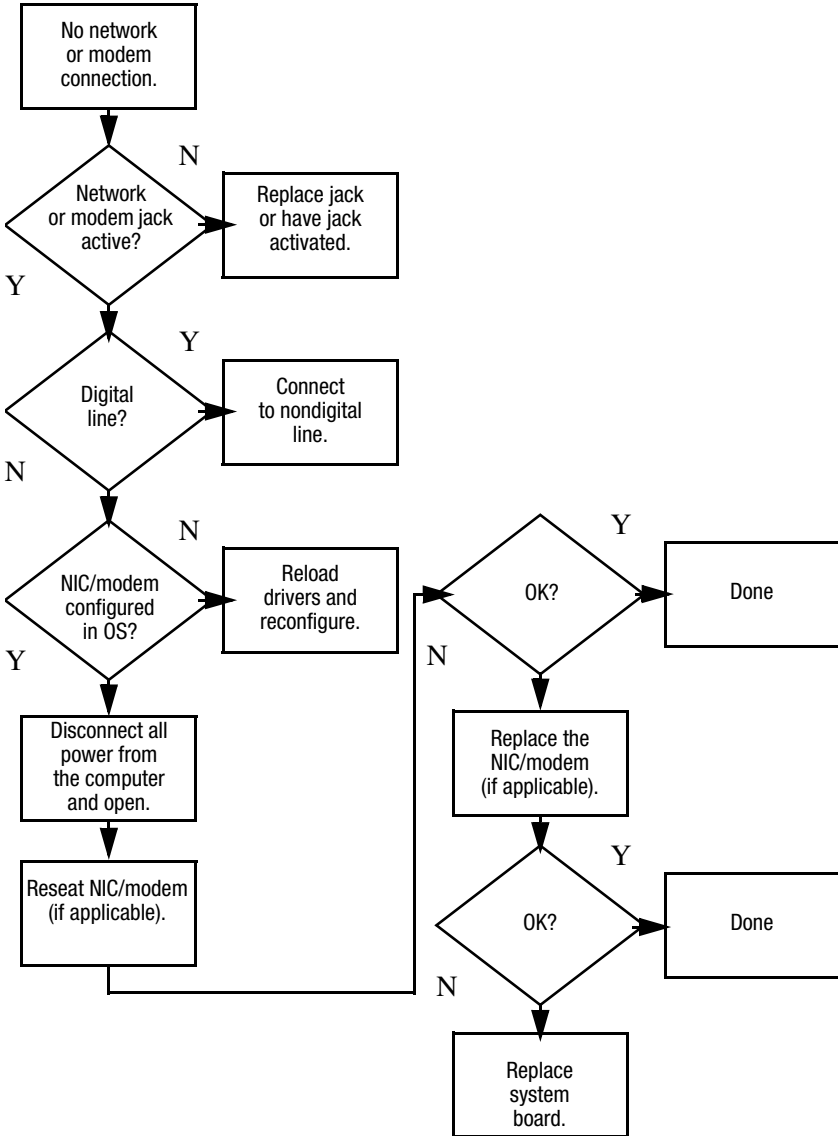 No network
or modem
connection.
N
Network
or modem jack
active?
Replace jack
or have jack
activated.
Y
Y
Digital
line?
Connect
to nondigital
line.
N
N
NIC/modem
configured
in OS?
Reload
drivers and
reconfigure.
Y
Disconnect all
power from
the computer
and open.
Reseat NIC/modem
(if applicable).
Y
OK?
Done
N
Replace the
NIC/modem
(if applicable).
Y
OK?
Done
N
Replace
system
board.